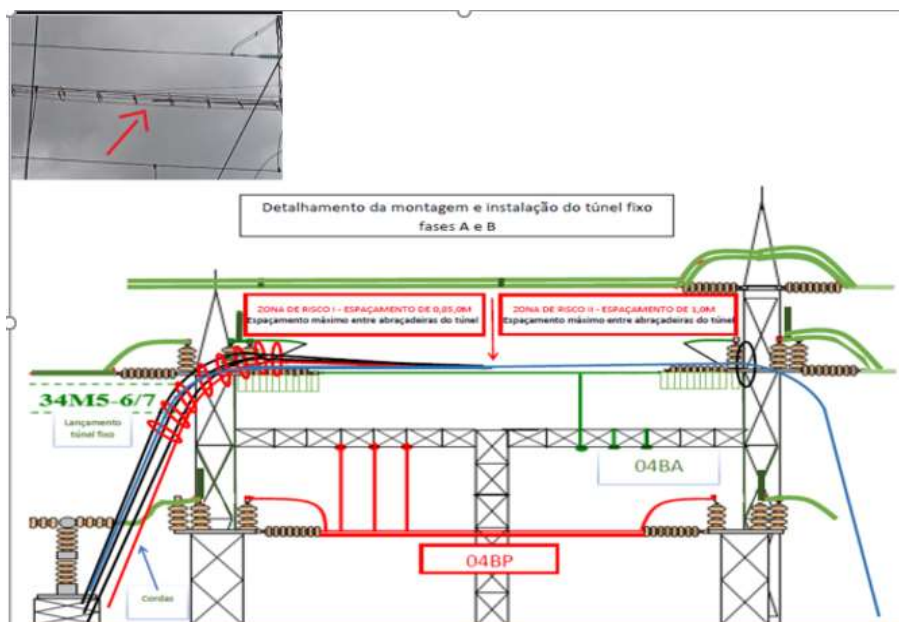 Detalhamento da montagem e instalação do túnel fixo
fases A e B
ZONA DE RISCO I – ESPAÇAMENTO DE 0,05,0M
Espaçamento máximo entre abraçadeiras do túnel
ZONA DE RISCO II – ESPAÇAMENTO DE 1,0M
Espaçamento máximo entre abraçadeiras do túnel
34M5-6/7
Lançamento
túnel fixo
04BA
04BP
Cordas